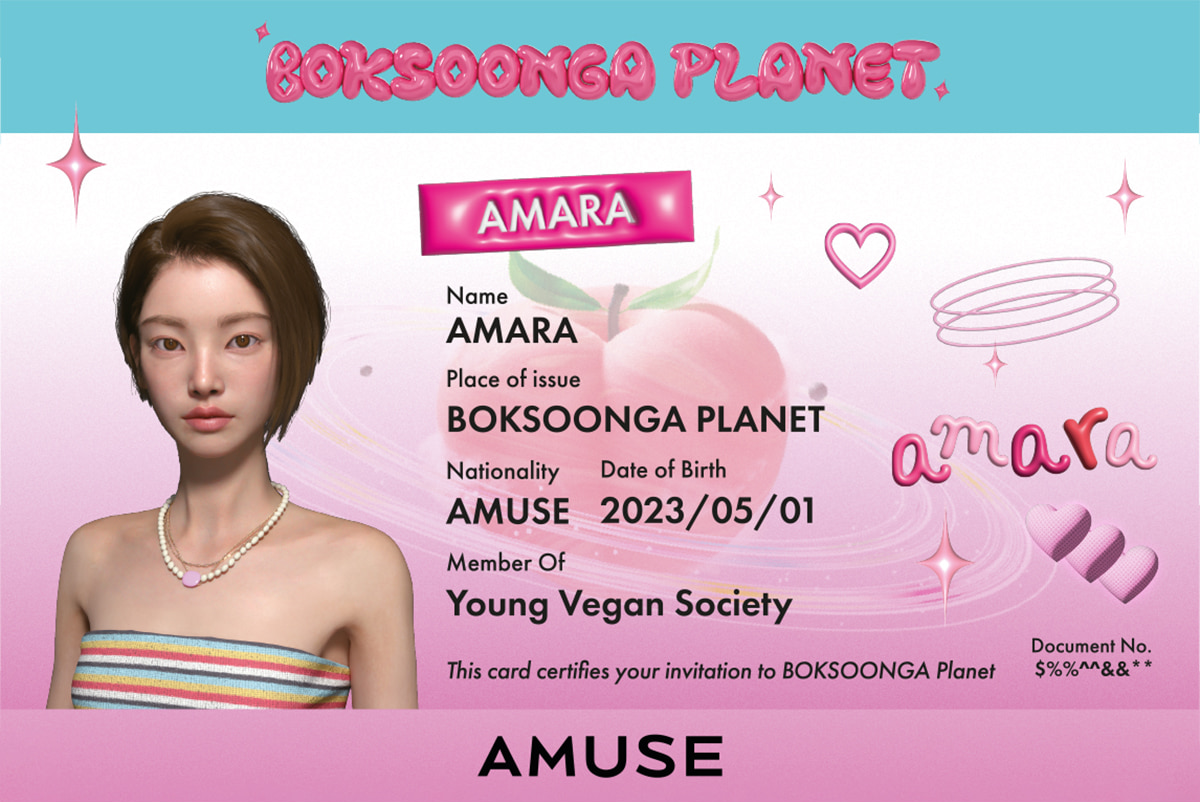 BOKSOONGA PLANET
AMARA
Name
AMARA
Place of issue
BOKSOONGA PLANET
Nationality Date of Birth
AMUSE 2023/05/01
Member Of
Young Vegan Society
This card certifies your invitation to BOKSOONGA Planet
amara
Document No.
$%%^^&&**
AMUSE